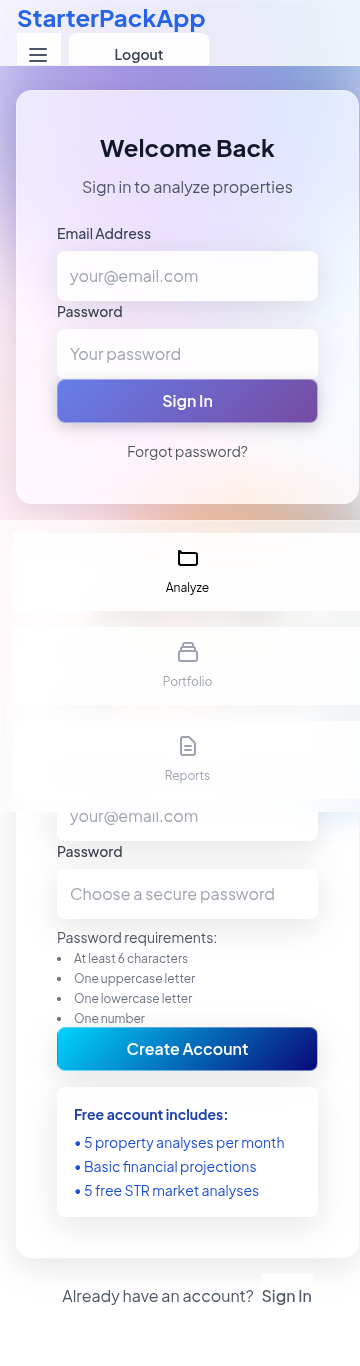 StarterPackApp
Logout
Welcome Back
Sign in to analyze properties
Email Address
your@email.com
Password
Your password
Sign In
Forgot password?
Analyze
Portfolio
Reports
your@email.com
Password
Choose a secure password
Password requirements:
• At least 6 characters
• One uppercase letter
• One lowercase letter
• One number
Create Account
Free account includes:
• 5 property analyses per month
• Basic financial projections
• 5 free STR market analyses
Already have an account? Sign In